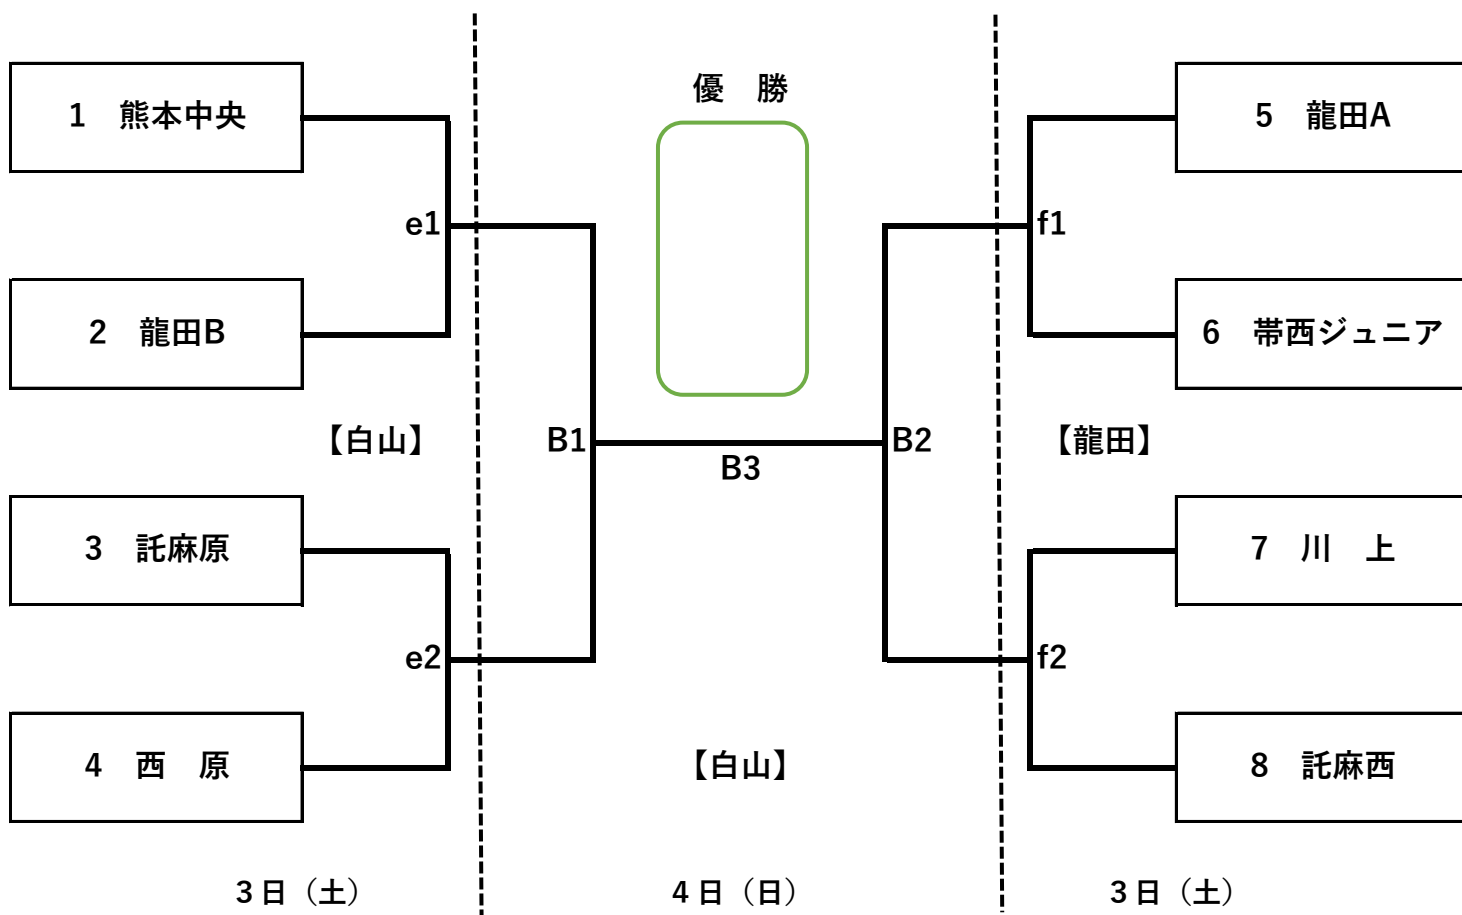 優　勝
1　熊本中央
5　龍田A
e1
f1
2　龍田B
6　帯西ジュニア
【白山】
B1
B2
【龍田】
B3
3　託麻原
7　川　上
e2
f2
4　西　原
【白山】
8　託麻西
3日（土）
4日（日）
3日（土）